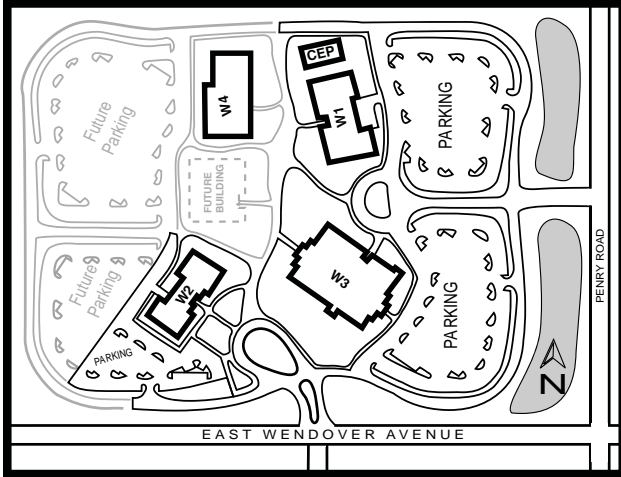 CEP
W4
W1
PARKING
Future
Parking
FUTURE
BUILDING
PENRY ROAD
W3
W2
Future
Parking
PARKING
PARKING
N
EAST WENDOVER AVENUE